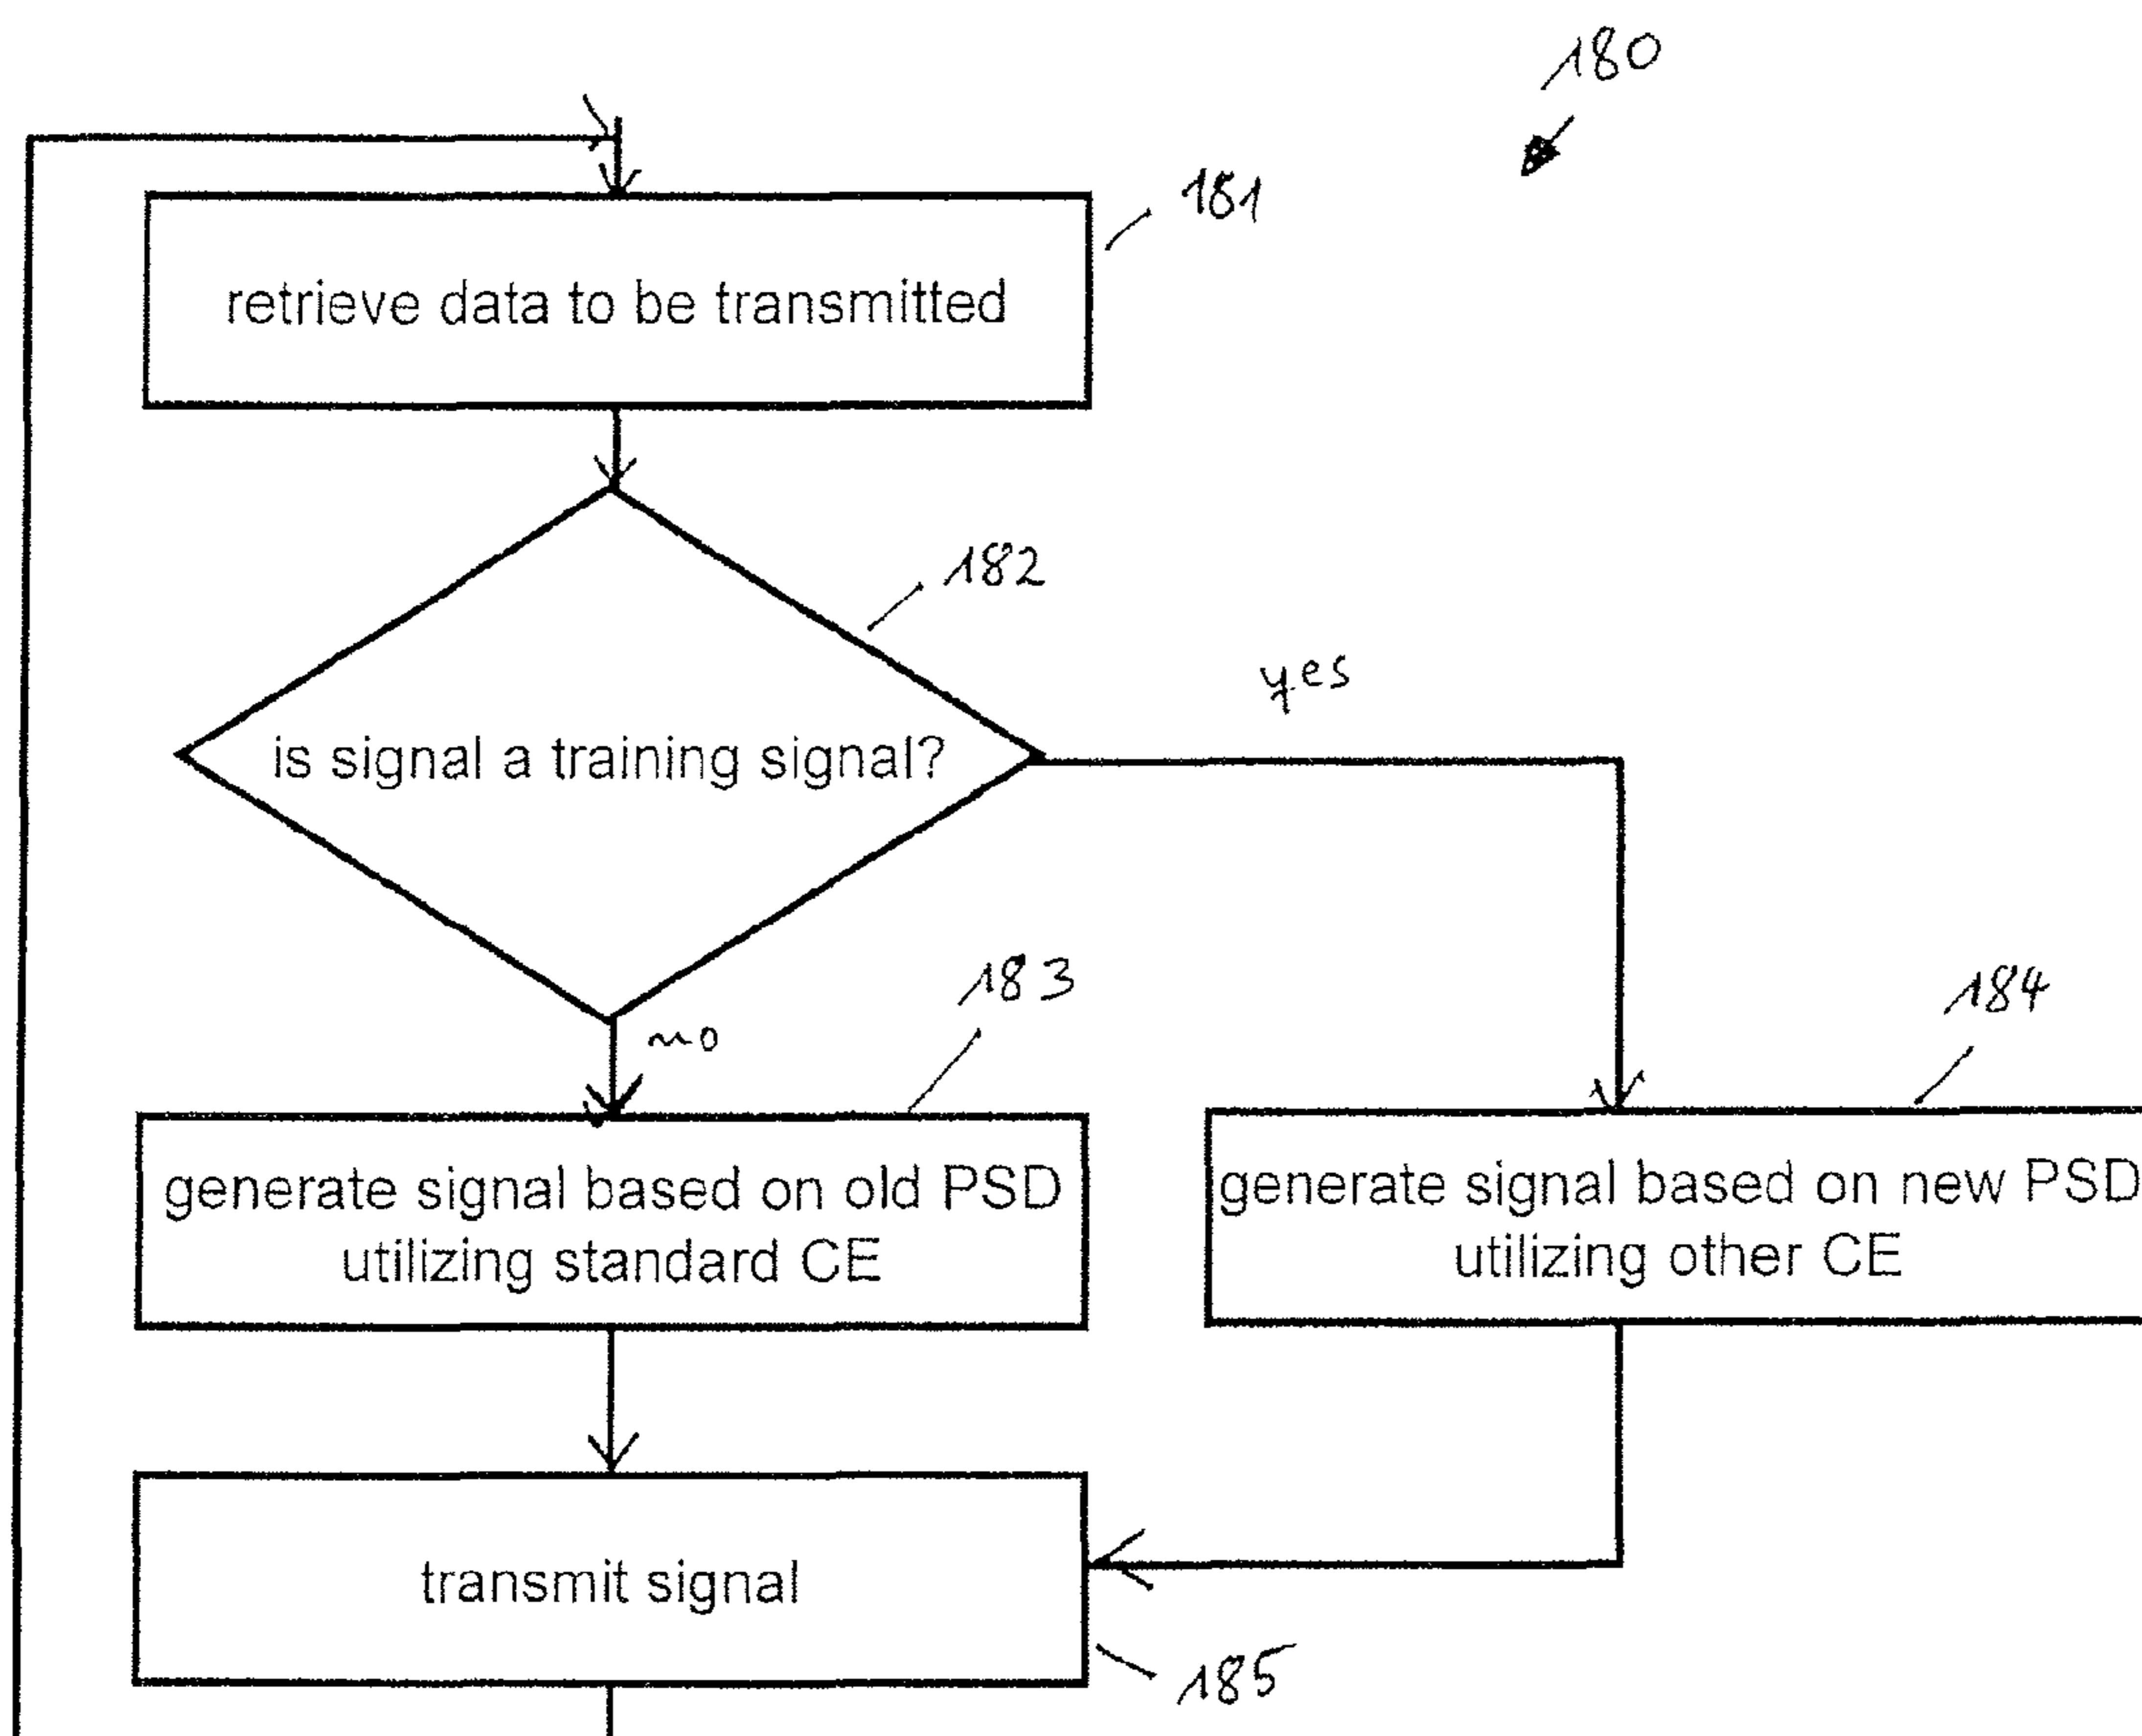 180
181
retrieve data to be transmitted
182
yes
is signal a training signal?
no
183
184
generate signal based on old PSD
utilizing standard CE
generate signal based on new PSD
utilizing other CE
transmit signal
185